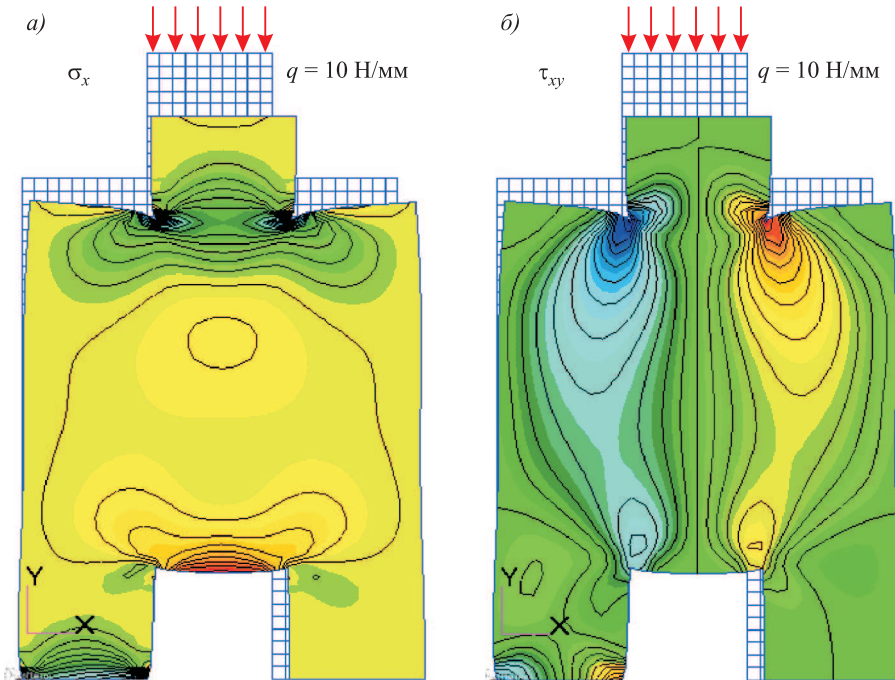 а)
σx
q = 10 Н/мм
Y
X
б)
τxy
q = 10 Н/мм
Y
X